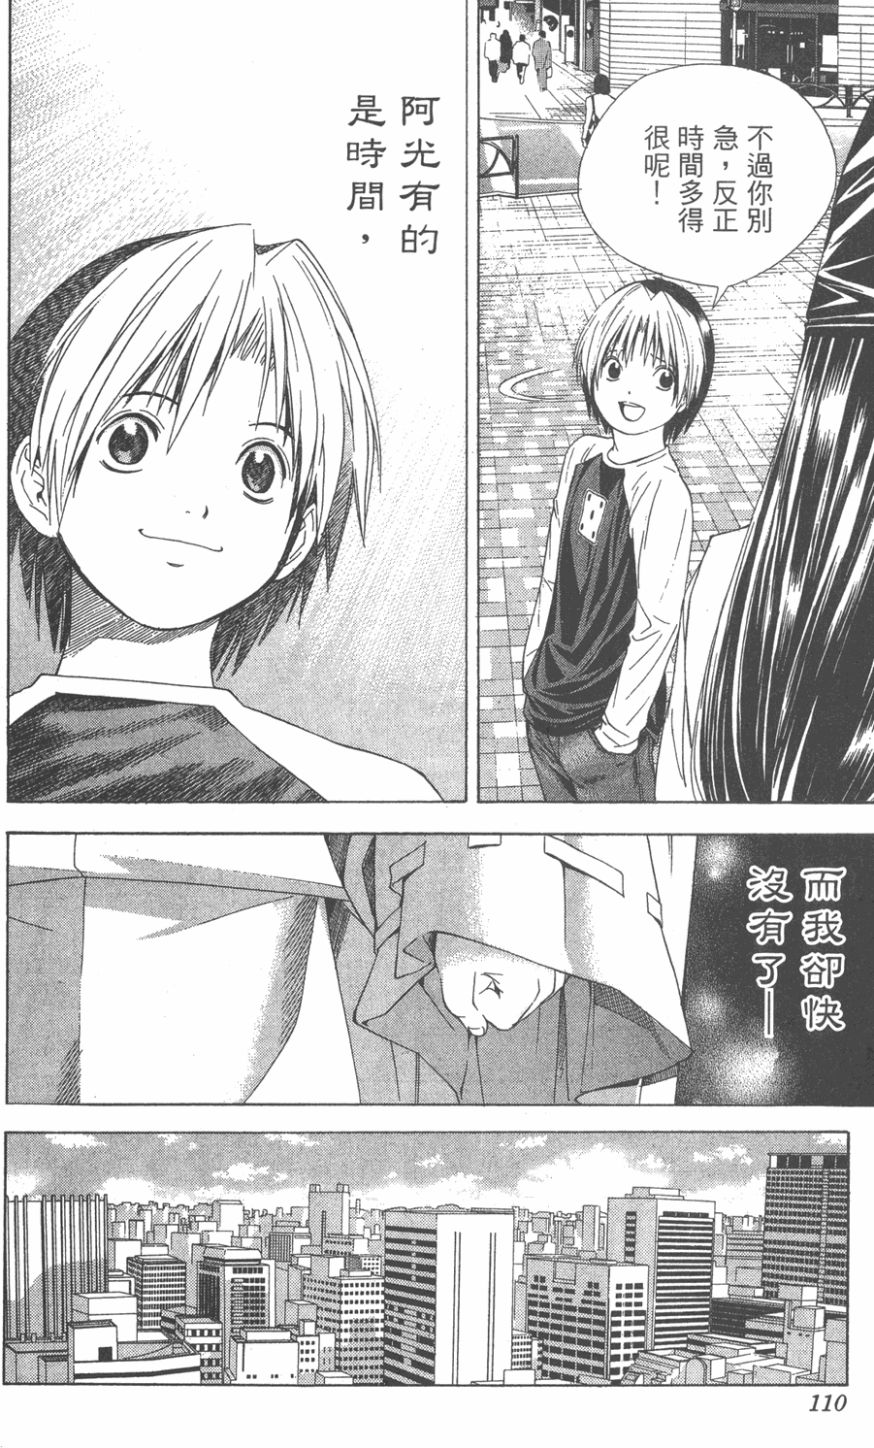 不過你別
急，反正
時間多得
很呢！
阿光有的
是時間，
而我卻快
沒有了——
110